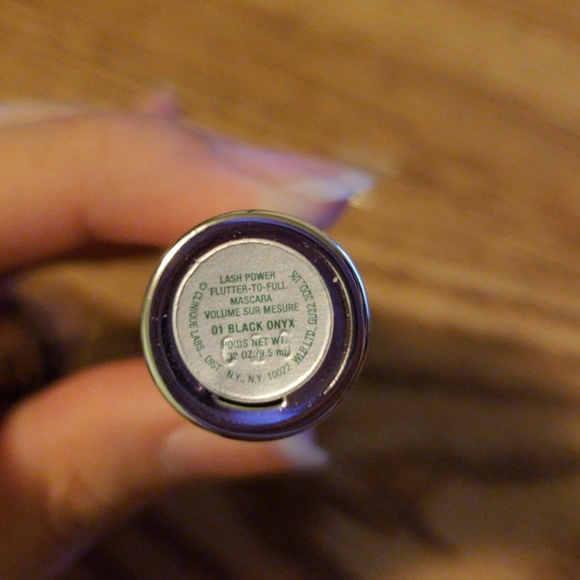 LASH POWER
FLUTTER-TO-FULL
MASCARA
VOLUME SUR MESURE
01 BLACK ONYX
POIDS NET WT.
.32 OZ./9.5 mL
© CLINIQUE LABS., DIST. N.Y., N.Y. 10022